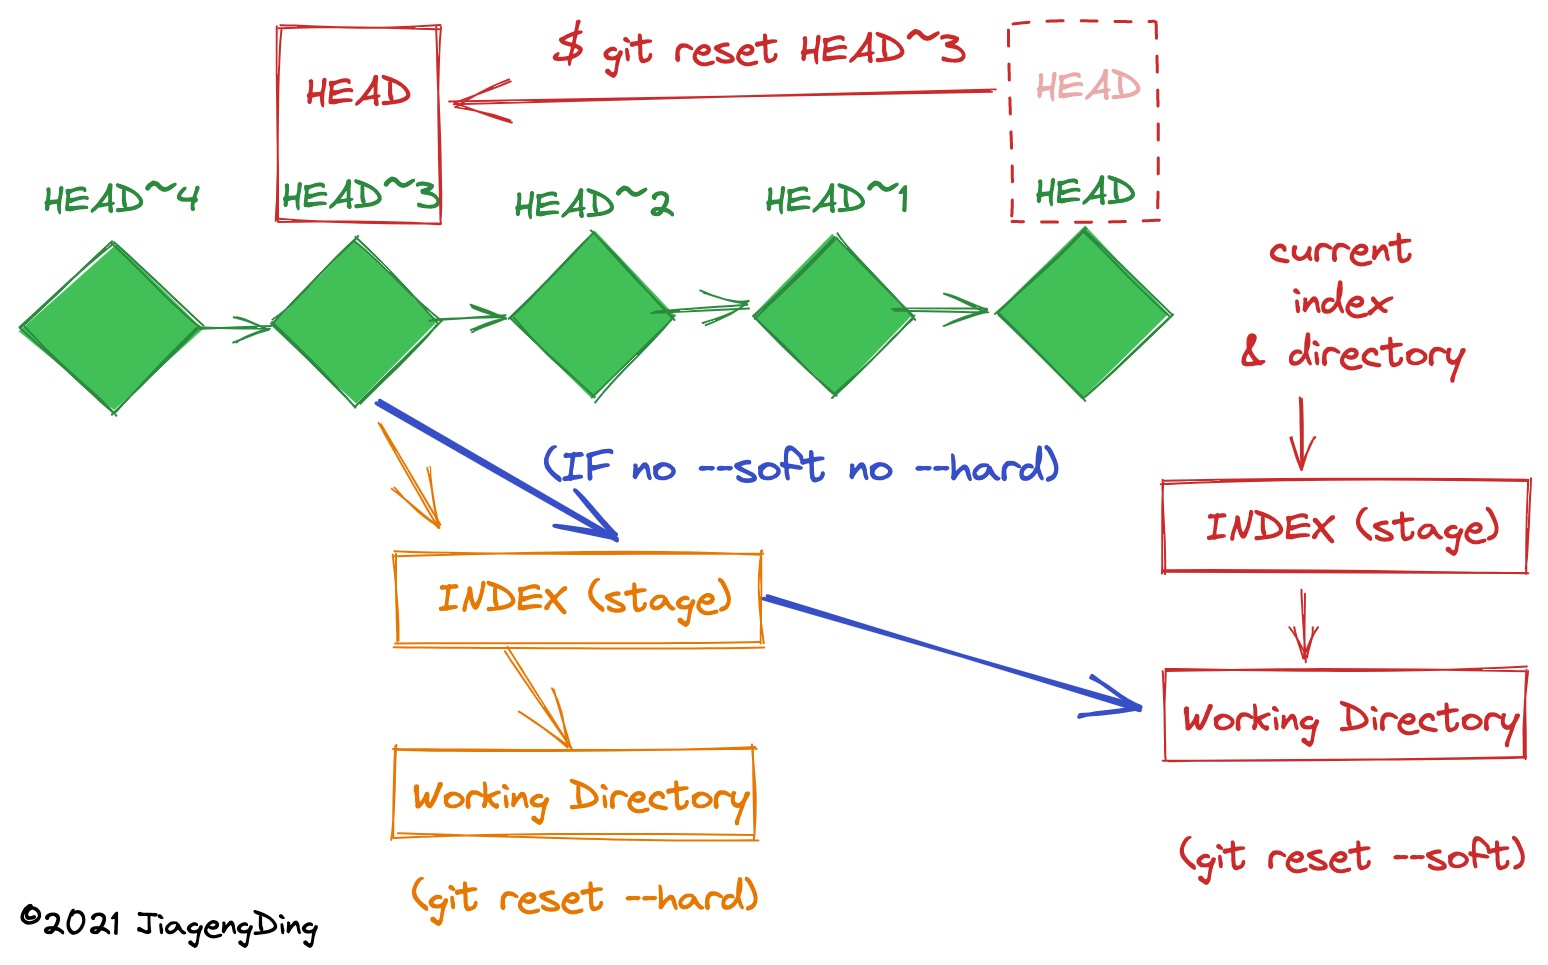 $ git reset HEAD~3
HEAD
HEAD
HEAD~4
HEAD~3
HEAD~2
HEAD~1
HEAD
current
index
& directory
(IF no --soft no --hard)
INDEX (stage)
INDEX (stage)
Working Directory
Working Directory
(git reset --soft)
(git reset --hard)
©2021 JiagengDing